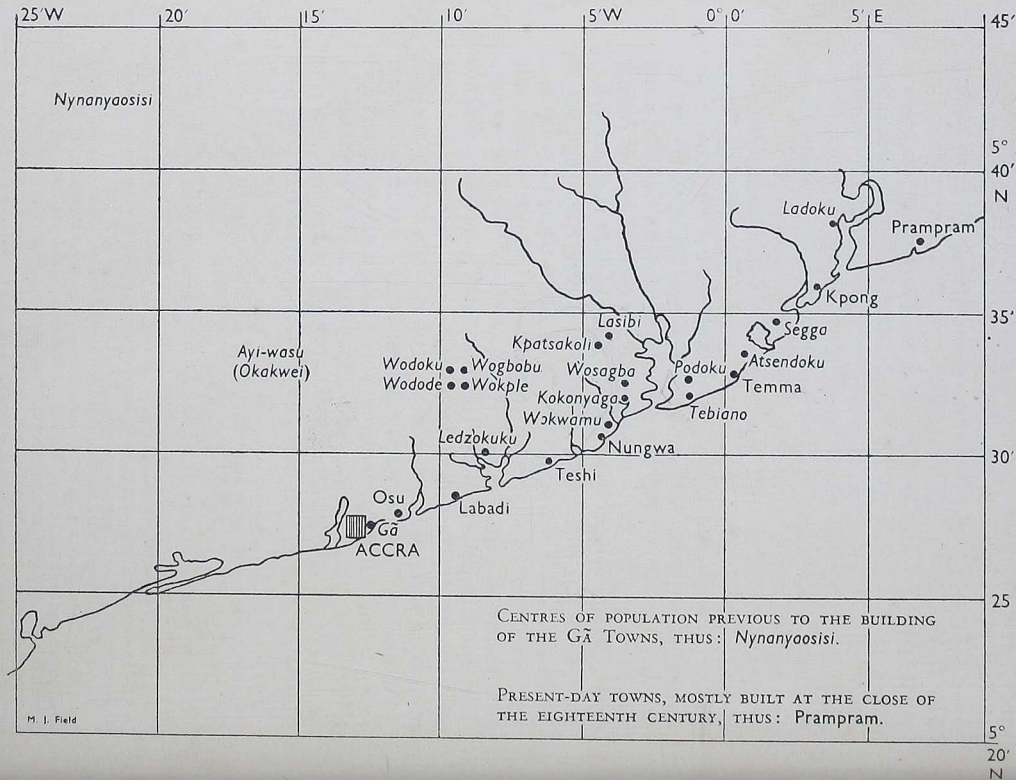 25'W 20' 15' 10' 5'W 0° 0' 5' E
45'
Nynanyaosisi
5°
40'
N
Ladoku
Prampram
Kpong
35'
Lasibi
Segga
Kpatsakoli
Ayi-wasu
(Okakwei)
Wodoku Wogbobu
Wosagba
Podoku
Atsendoku
Wodode Wokple
Temma
Kokonyaga
Tebiano
Wɔkwamu
Ledzokuku
Nungwa
30'
Teshi
Osu
Labadi
Gã
ACCRA
25
CENTRES OF POPULATION PREVIOUS TO THE BUILDING
OF THE GÃ TOWNS, THUS: Nynanyaosisi.
PRESENT-DAY TOWNS, MOSTLY BUILT AT THE CLOSE OF
THE EIGHTEENTH CENTURY, THUS: Prampram.
M. J. Field
5°
20'
N